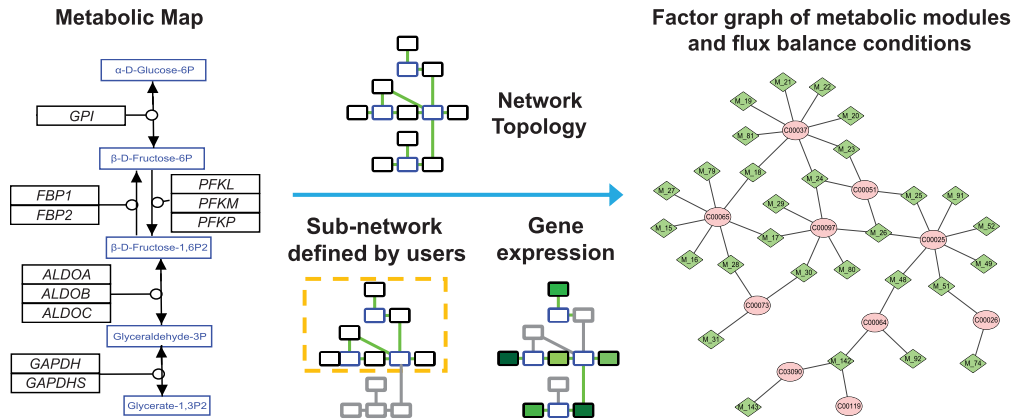 Metabolic Map
α-D-Glucose-6P
GPI
β-D-Fructose-6P
FBP1
FBP2
PFKL
PFKM
PFKP
β-D-Fructose-1,6P2
ALDOA
ALDOB
ALDOC
Glyceraldehyde-3P
GAPDH
GAPDHS
Glycerate-1,3P2
Network
Topology
Sub-network
defined by users
Gene
expression
Factor graph of metabolic modules
and flux balance conditions
M_21
M_22
M_19
M_20
C00037
M_81
M_23
M_79
M_18
M_24
C00051
M_27
M_25
M_91
M_29
C00065
C00097
M_52
M_15
M_17
M_26
C00025
M_16
M_28
M_30
M_80
M_49
M_48
M_51
C00073
C00064
C00026
M_31
M_142
M_92
M_74
C03090
M_143
C00119